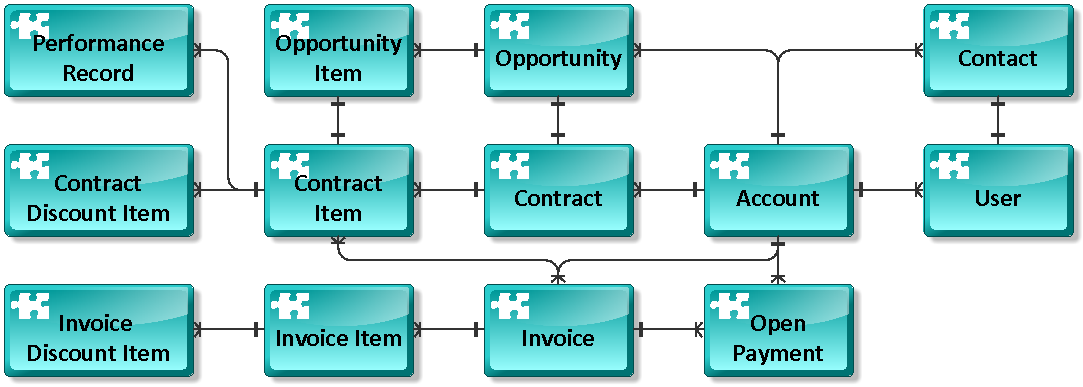 Performance
Record
Opportunity
Item
Opportunity
Contact
Contract
Discount Item
Contract
Item
Contract
Account
User
Invoice
Discount Item
Invoice Item
Invoice
Open
Payment